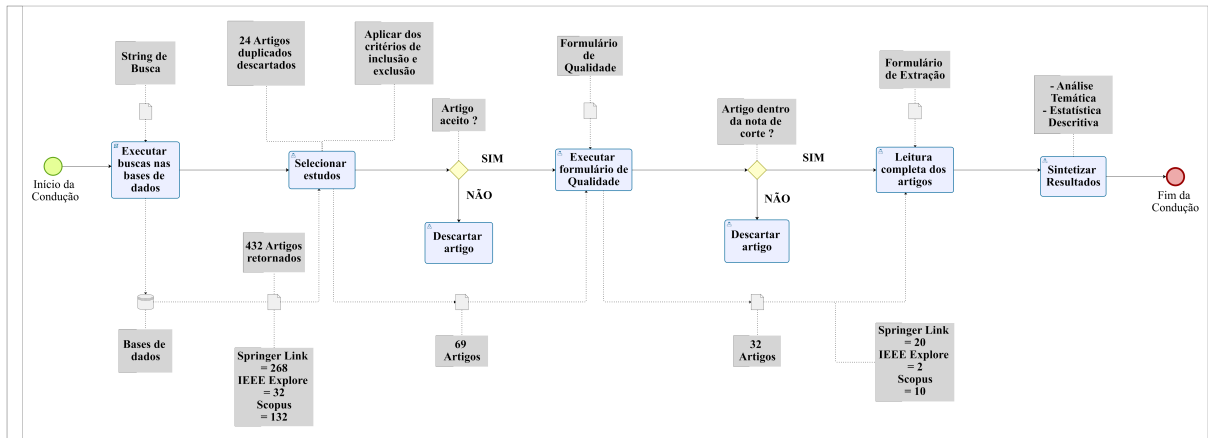 String de
Busca
24 Artigos
duplicados
descartados
Aplicar dos
critérios de
inclusão e
exclusão
Artigo
aceito ?
Formulário
de
Qualidade
Artigo dentro
da nota de
corte ?
Formulário
de Extração
- Análise
Temática
- Estatística
Descritiva
Início da
Condução
Executar
buscas nas
bases de
dados
Selecionar
estudos
SIM
NÃO
Descartar
artigo
Executar
formulário de
Qualidade
SIM
NÃO
Descartar
artigo
Leitura
completa dos
artigos
Sintetizar
Resultados
Fim da
Condução
432 Artigos
retornados
Bases de
dados
Springer Link
= 268
IEEE Explore
= 32
Scopus
= 132
69
Artigos
32
Artigos
Springer Link
= 20
IEEE Explore
= 2
Scopus
= 10